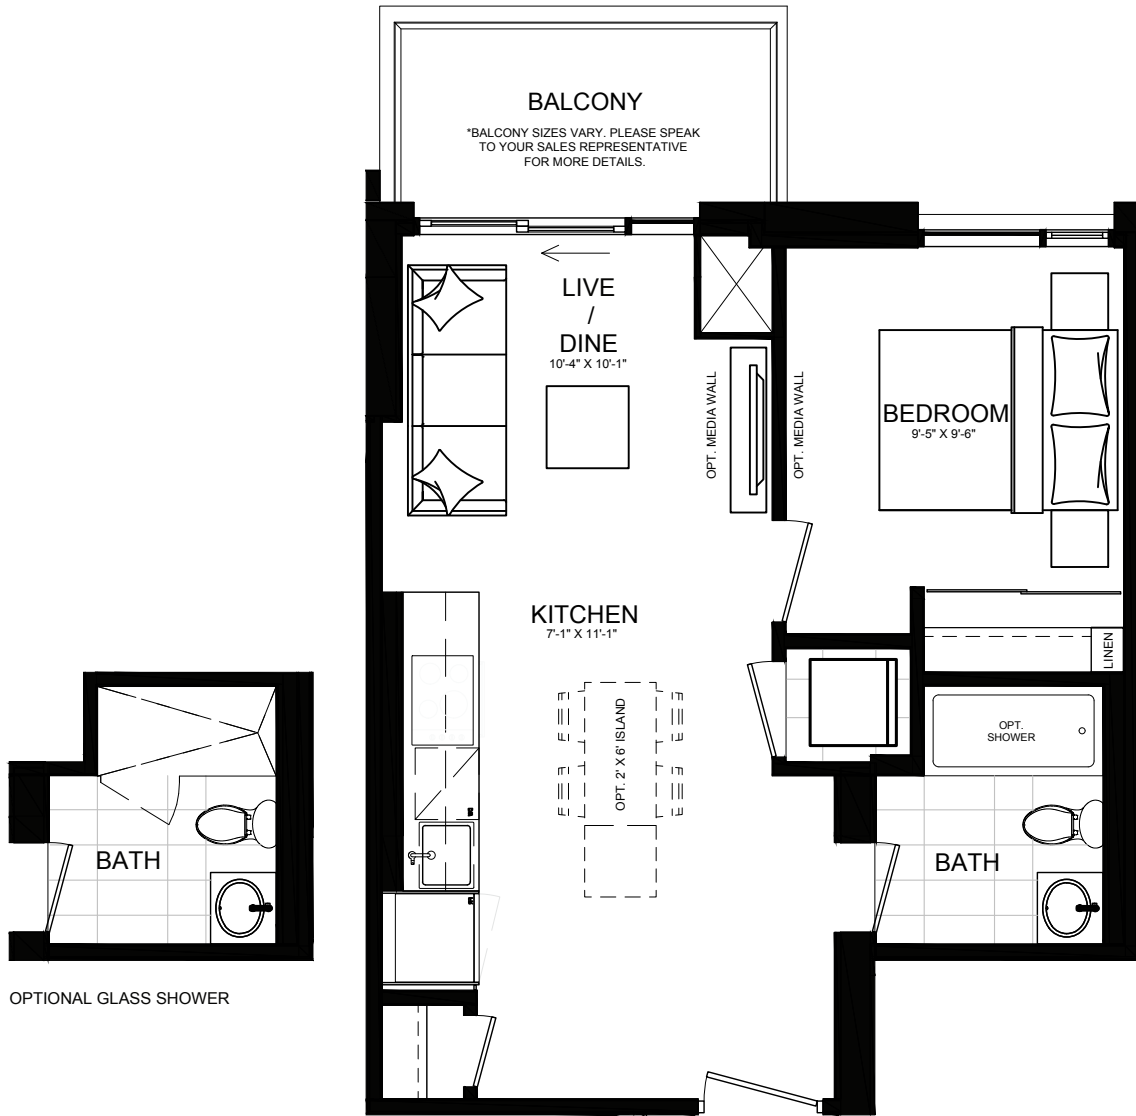 BALCONY
*BALCONY SIZES VARY. PLEASE SPEAK
TO YOUR SALES REPRESENTATIVE
FOR MORE DETAILS.
LIVE
/
DINE
10'-4" X 10'-1"
OPT. MEDIA WALL
OPT. MEDIA WALL
BEDROOM
9'-5" X 9'-6"
KITCHEN
7'-1" X 11'-1"
LINEN
OPT. 2' X 6' ISLAND
OPT.
SHOWER
BATH
BATH
OPTIONAL GLASS SHOWER